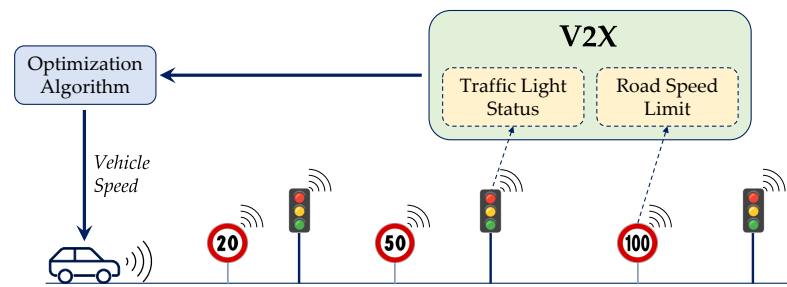 V2X
Optimization
Algorithm
Traffic Light
Status
Road Speed
Limit
Vehicle
Speed
20
50
100